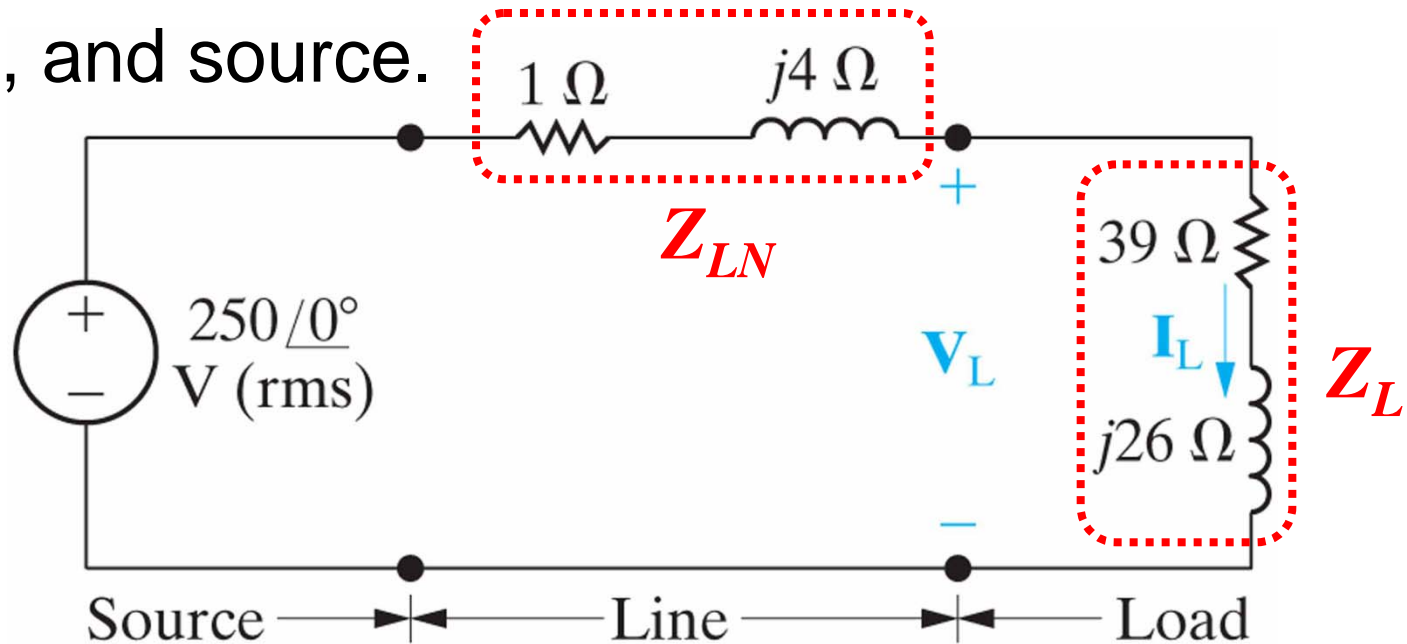 , and source.
1 Ω
j4 Ω
Z_LN
+
39 Ω
+
250/0°
V (rms)
−
V_L
I_L
Z_L
j26 Ω
−
Source
Line
Load